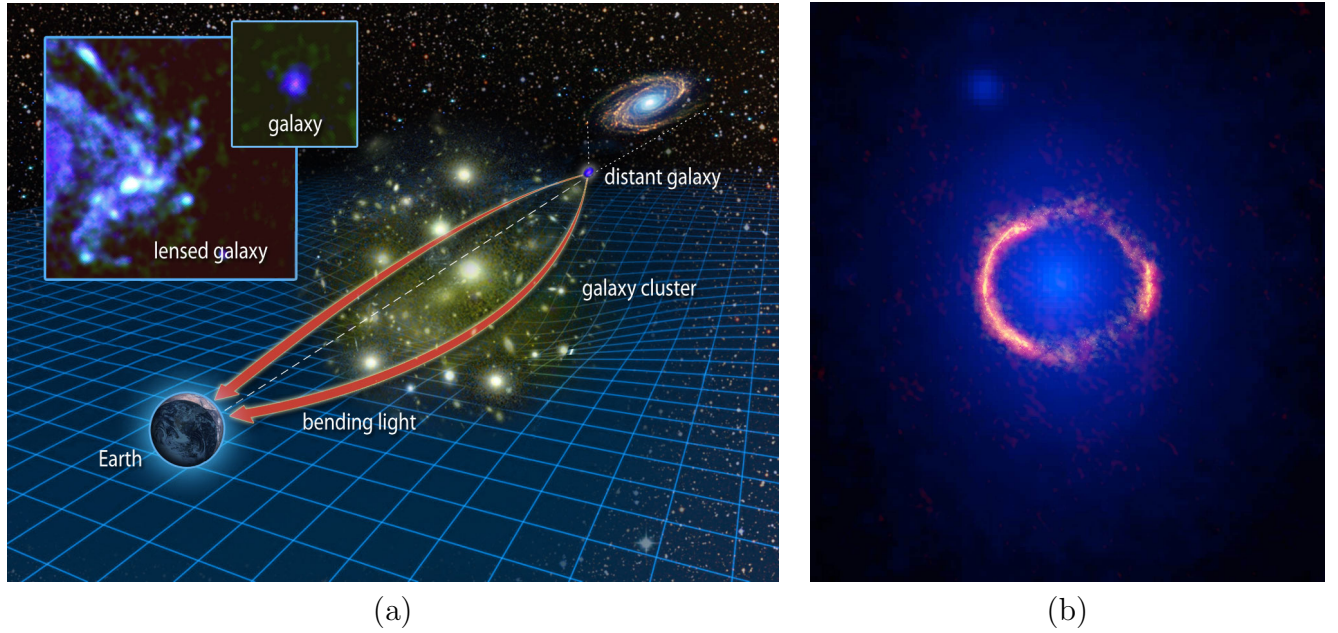 galaxy
lensed galaxy
distant galaxy
galaxy cluster
bending light
Earth
(a)
(b)